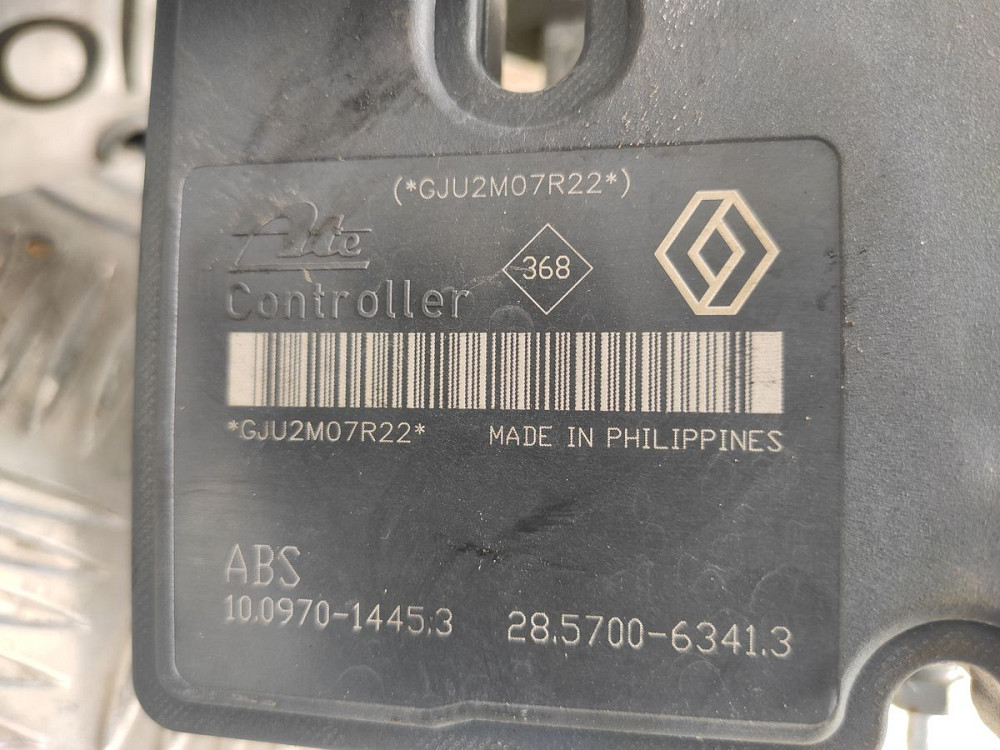 (*GJU2M07R22*)
Ate
368
Controller
*GJU2M07R22* MADE IN PHILIPPINES
ABS
10.0970-1445.3 28.5700-6341.3